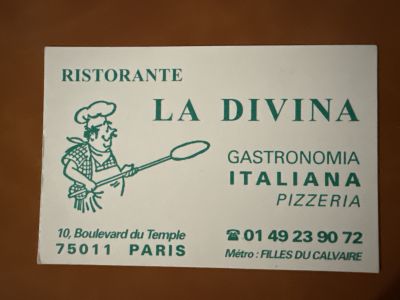 RISTORANTE
LA DIVINA
GASTRONOMIA
ITALIANA
PIZZERIA
10, Boulevard du Temple
75011 PARIS
☎ 01 49 23 90 72
Métro : FILLES DU CALVAIRE